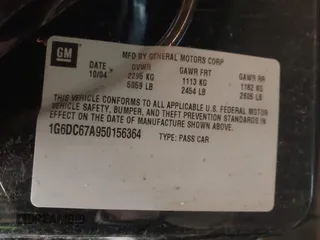 GM
MFD BY GENERAL MOTORS CORP
DATE GVWR GAWR FRT GAWR RR
10/04 2295 KG 1113 KG 1182 KG
5059 LB 2454 LB 2605 LB
THIS VEHICLE CONFORMS TO ALL APPLICABLE U.S. FEDERAL MOTOR
VEHICLE SAFETY, BUMPER, AND THEFT PREVENTION STANDARDS IN
EFFECT ON THE DATE OF MANUFACTURE SHOWN ABOVE.
1G6DC67A950156364 TYPE: PASS CAR